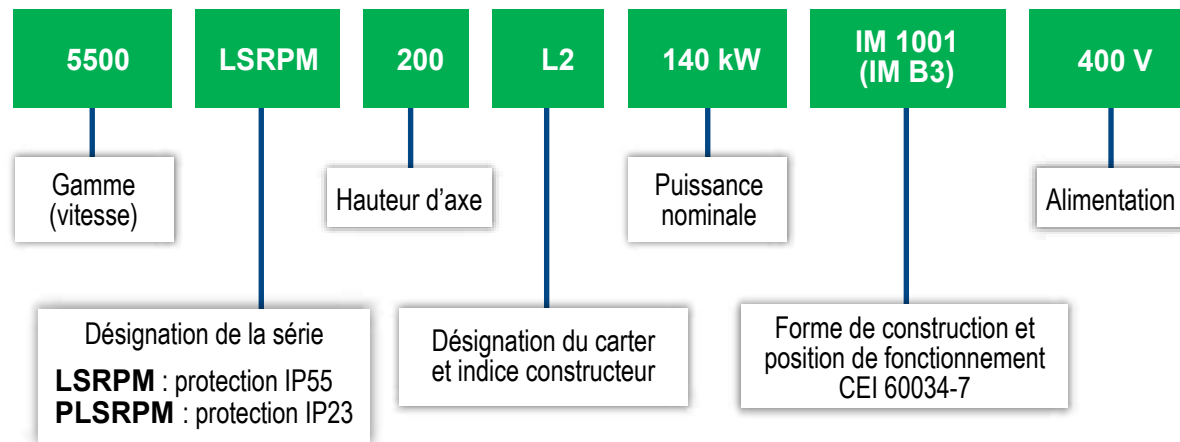 5500
LSRPM
200
L2
140 kW
IM 1001
(IM B3)
400 V
Gamme
(vitesse)
Hauteur d'axe
Puissance
nominale
Alimentation
Désignation de la série
LSRPM : protection IP55
PLSRPM : protection IP23
Désignation du carter
et indice constructeur
Forme de construction et
position de fonctionnement
CEI 60034-7